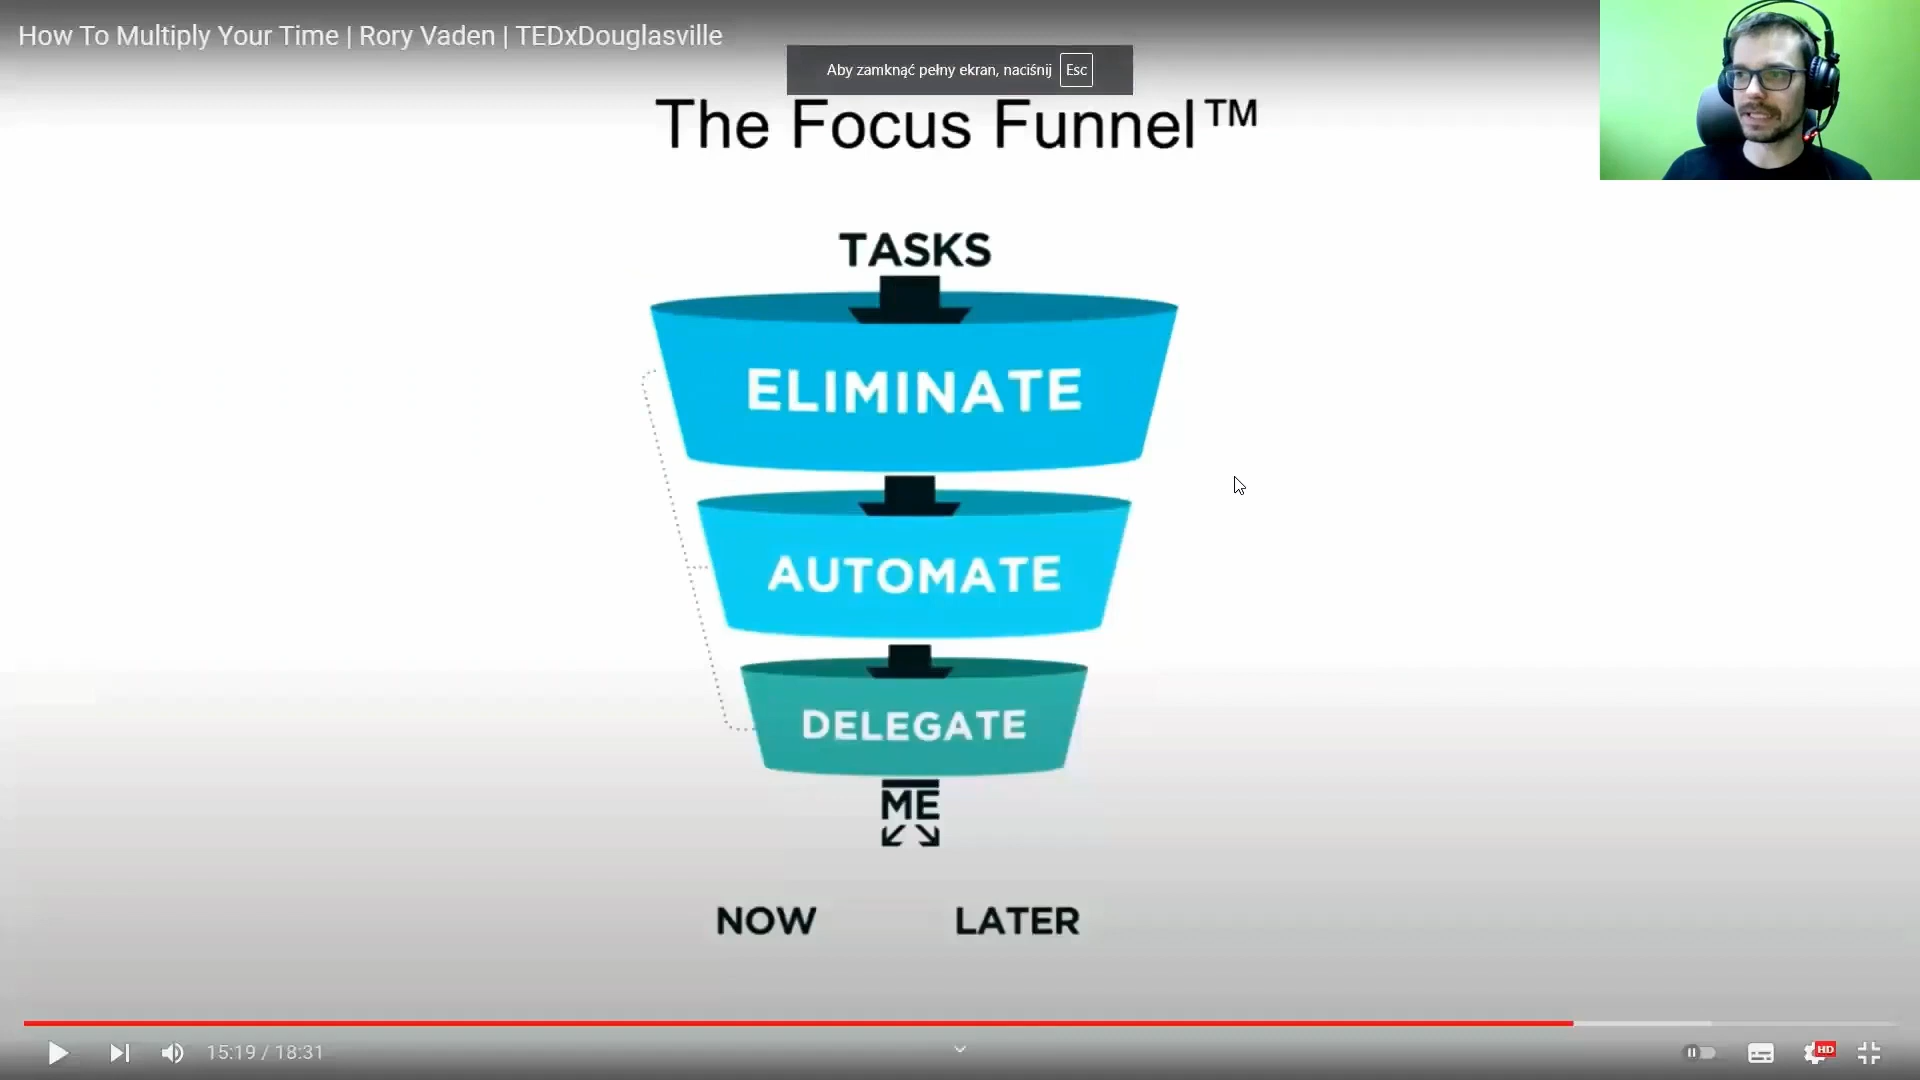 How To Multiply Your Time | Rory Vaden | TEDxDouglasville
Aby zamknąć pełny ekran, naciśnij Esc
The Focus Funnel™
TASKS
ELIMINATE
AUTOMATE
DELEGATE
ME
NOW LATER
15:19 / 18:31
HD